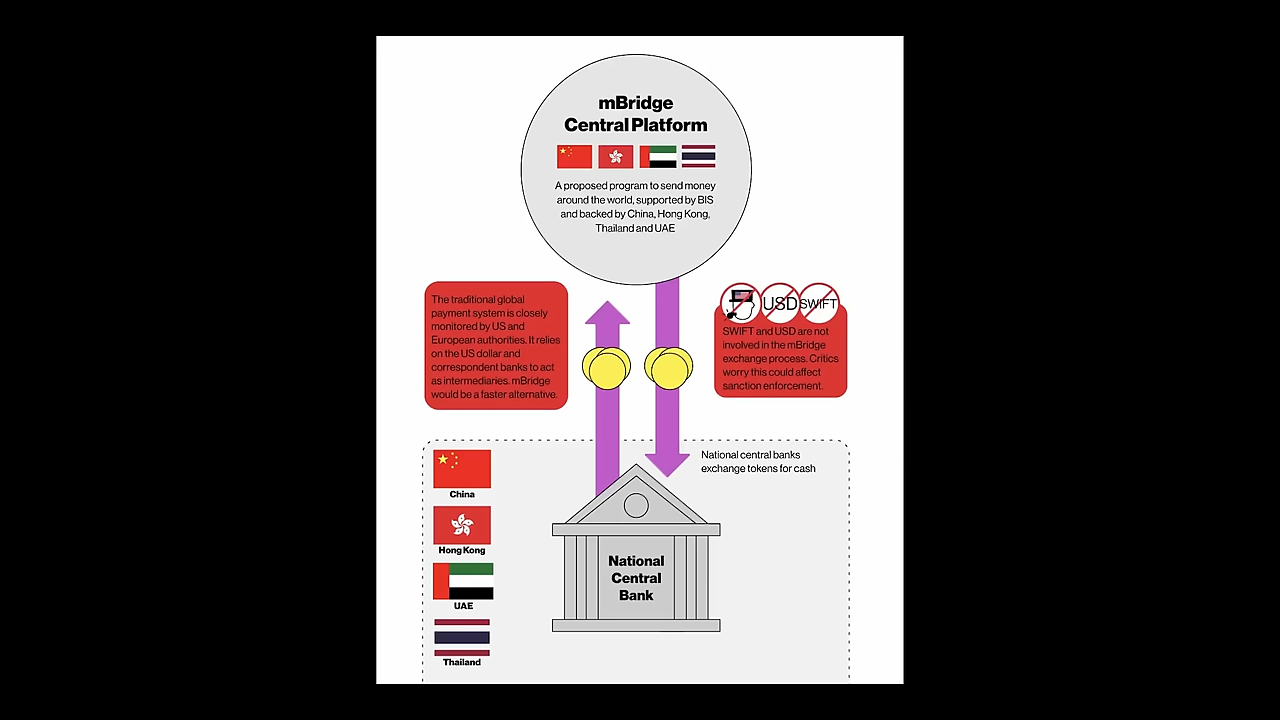 mBridge
Central Platform
A proposed program to send money
around the world, supported by BIS
and backed by China, Hong Kong,
Thailand and UAE
The traditional global
payment system is closely
monitored by US and
European authorities. It relies
on the US dollar and
correspondent banks to act
as intermediaries. mBridge
would be a faster alternative.
USD
SWIFT
SWIFT and USD are not
involved in the mBridge
exchange process. Critics
worry this could affect
sanction enforcement.
National central banks
exchange tokens for cash
China
Hong Kong
UAE
Thailand
National
Central
Bank